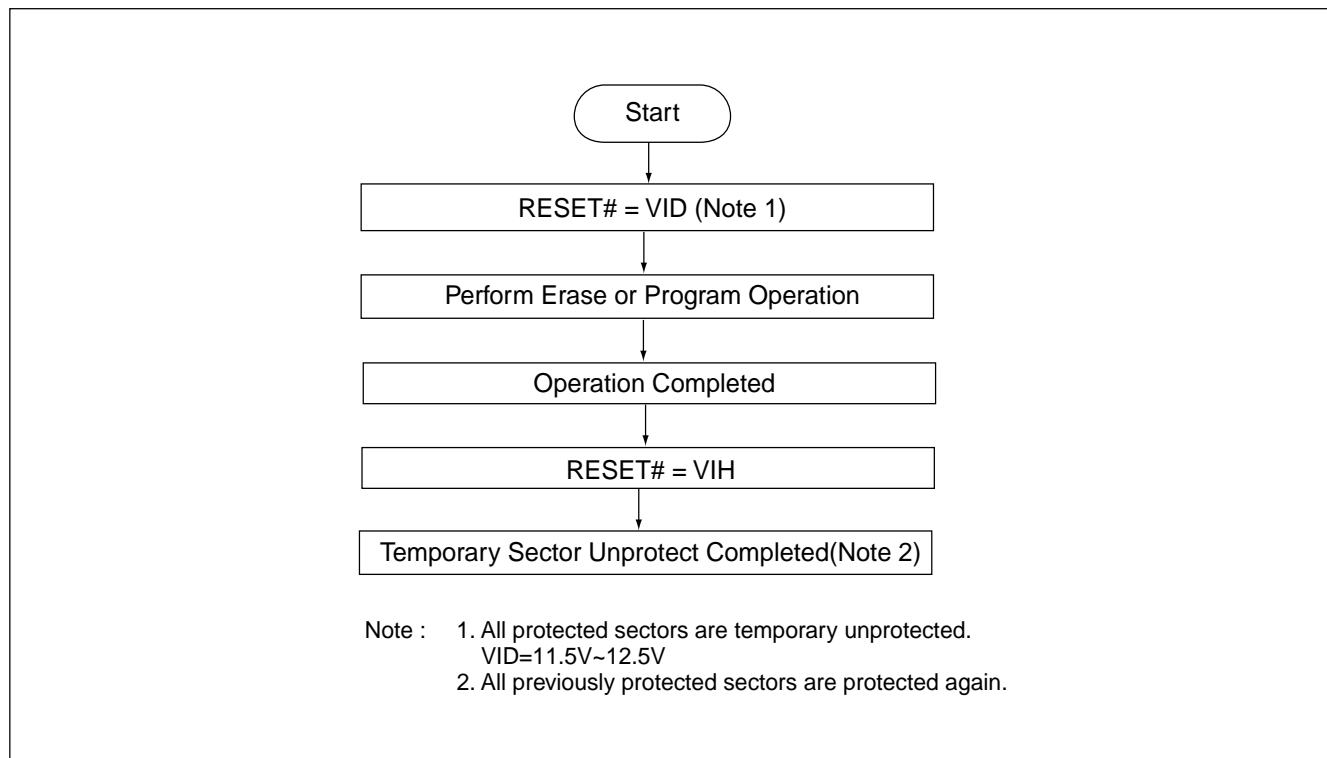 Start
RESET# = VID (Note 1)
Perform Erase or Program Operation
Operation Completed
RESET# = VIH
Temporary Sector Unprotect Completed(Note 2)
Note : 1. All protected sectors are temporary unprotected.
VID=11.5V~12.5V
2. All previously protected sectors are protected again.